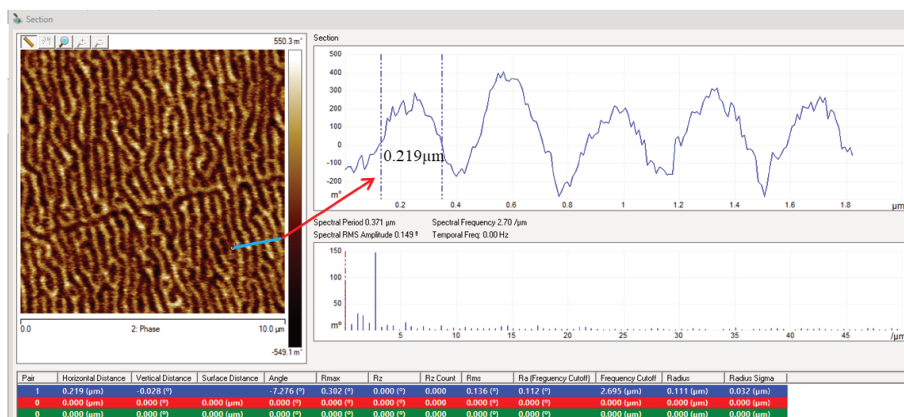 Section
550.3 m°
-549.1 m°
0.0 2: Phase 10.0 µm
Section
500
400
300
200
100
0
-100
-200
m°
0.219µm
0.2 0.4 0.6 0.8 1.0 1.2 1.4 1.6 1.8 µm
Spectral Period 0.371 µm Spectral Frequency 2.70 /µm
Spectral RMS Amplitude 0.149 º Temporal Freq: 0.00 Hz
150
100
50
m°
5 10 15 20 25 30 35 40 45 /µm
Pair Horizontal Distance Vertical Distance Surface Distance Angle Rmax Rz Rz Count Rms Ra (Frequency Cutoff) Frequency Cutoff Radius Radius Sigma
1 0.219 (µm) -0.028 (º) -7.276 (º) 0.302 (º) 0.000 (º) 0.000 0.136 (º) 0.112 (º) 2.695 (µm) 0.111 (µm) 0.032 (µm)
0 0.000 (µm) 0.000 (º) 0.000 (µm) 0.000 (º) 0.000 (º) 0.000 (º) 0.000 0.000 (º) 0.000 (º) 0.000 (µm) 0.000 (µm) 0.000 (µm)
0 0.000 (µm) 0.000 (º) 0.000 (µm) 0.000 (º) 0.000 (º) 0.000 (º) 0.000 0.000 (º) 0.000 (º) 0.000 (µm) 0.000 (µm) 0.000 (µm)